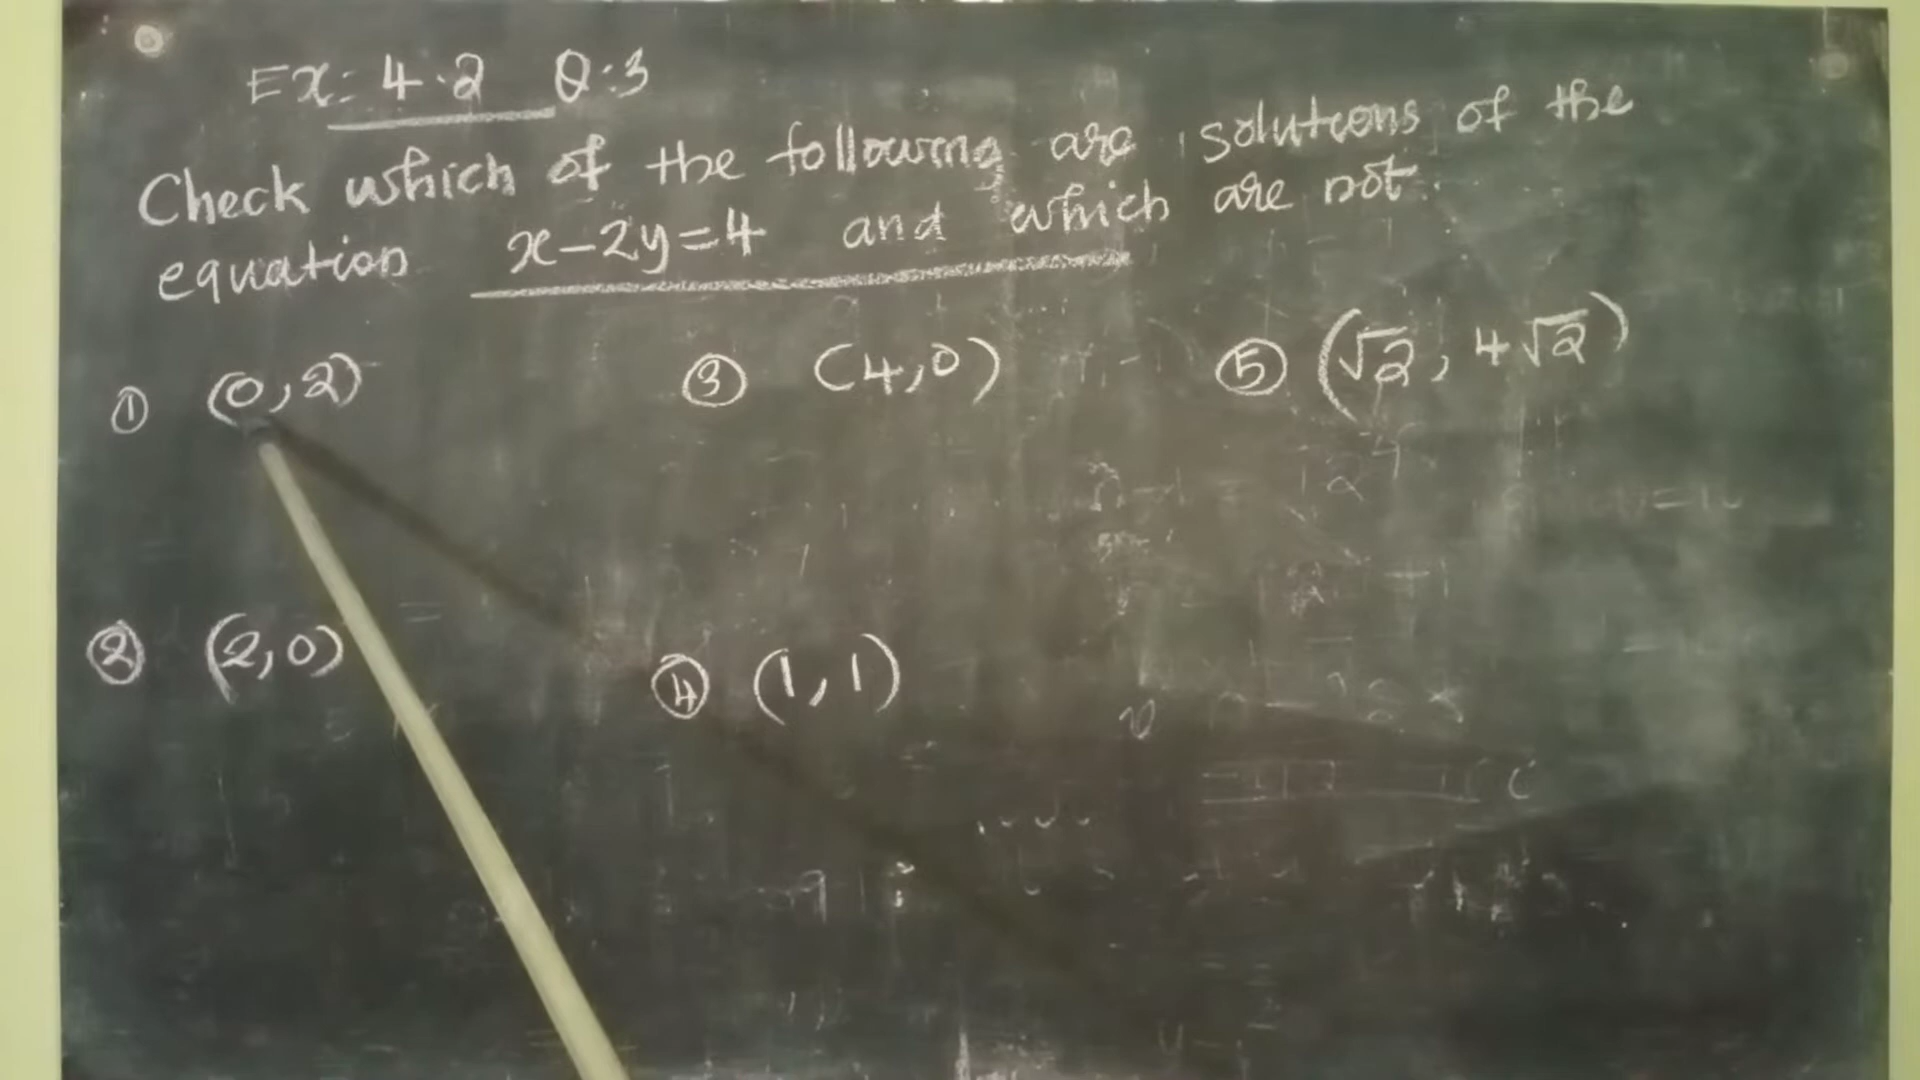 Ex: 4.2 Q:3
Check which of the following are solutions of the
equation x-2y=4 and which are not.
① (0,2)
③ (4,0)
⑤ (√2, 4√2)
② (2,0)
④ (1,1)